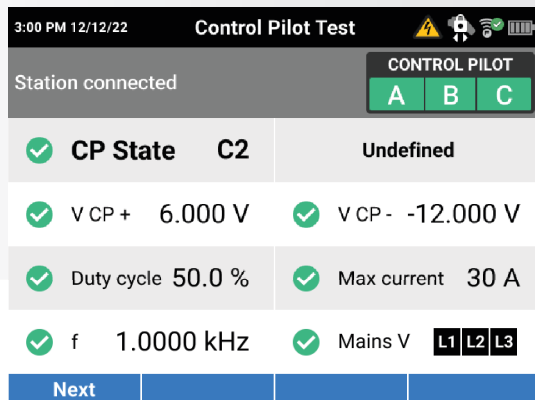 3:00 PM 12/12/22 Control Pilot Test
Station connected
CONTROL PILOT
A B C
CP State C2 Undefined
V CP + 6.000 V V CP - -12.000 V
Duty cycle 50.0 % Max current 30 A
f 1.0000 kHz Mains V L1 L2 L3
Next